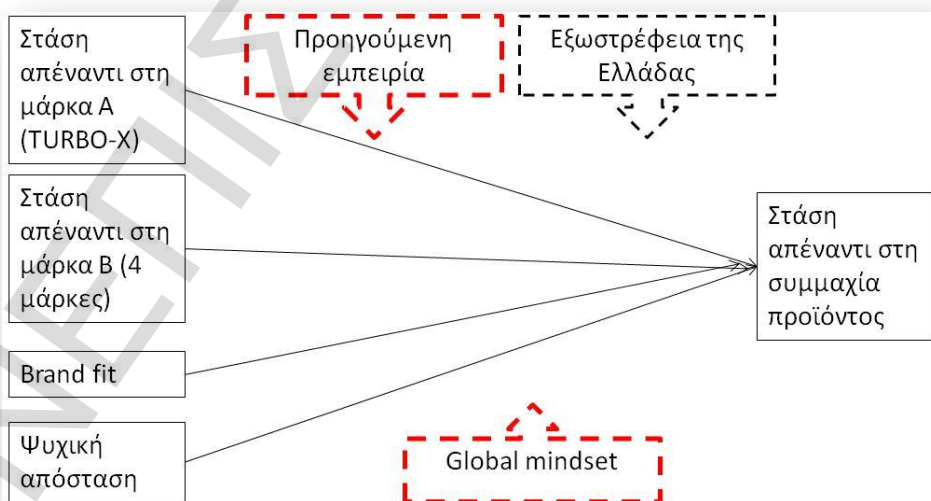 Στάση
απέναντι στη
μάρκα Α
(TURBO-X)
Προηγούμενη
εμπειρία
Εξωστρέφεια της
Ελλάδας
Στάση
απέναντι στη
μάρκα Β (4
μάρκες)
Στάση
απέναντι στη
συμμαχία
προϊόντος
Brand fit
Ψυχική
απόσταση
Global mindset